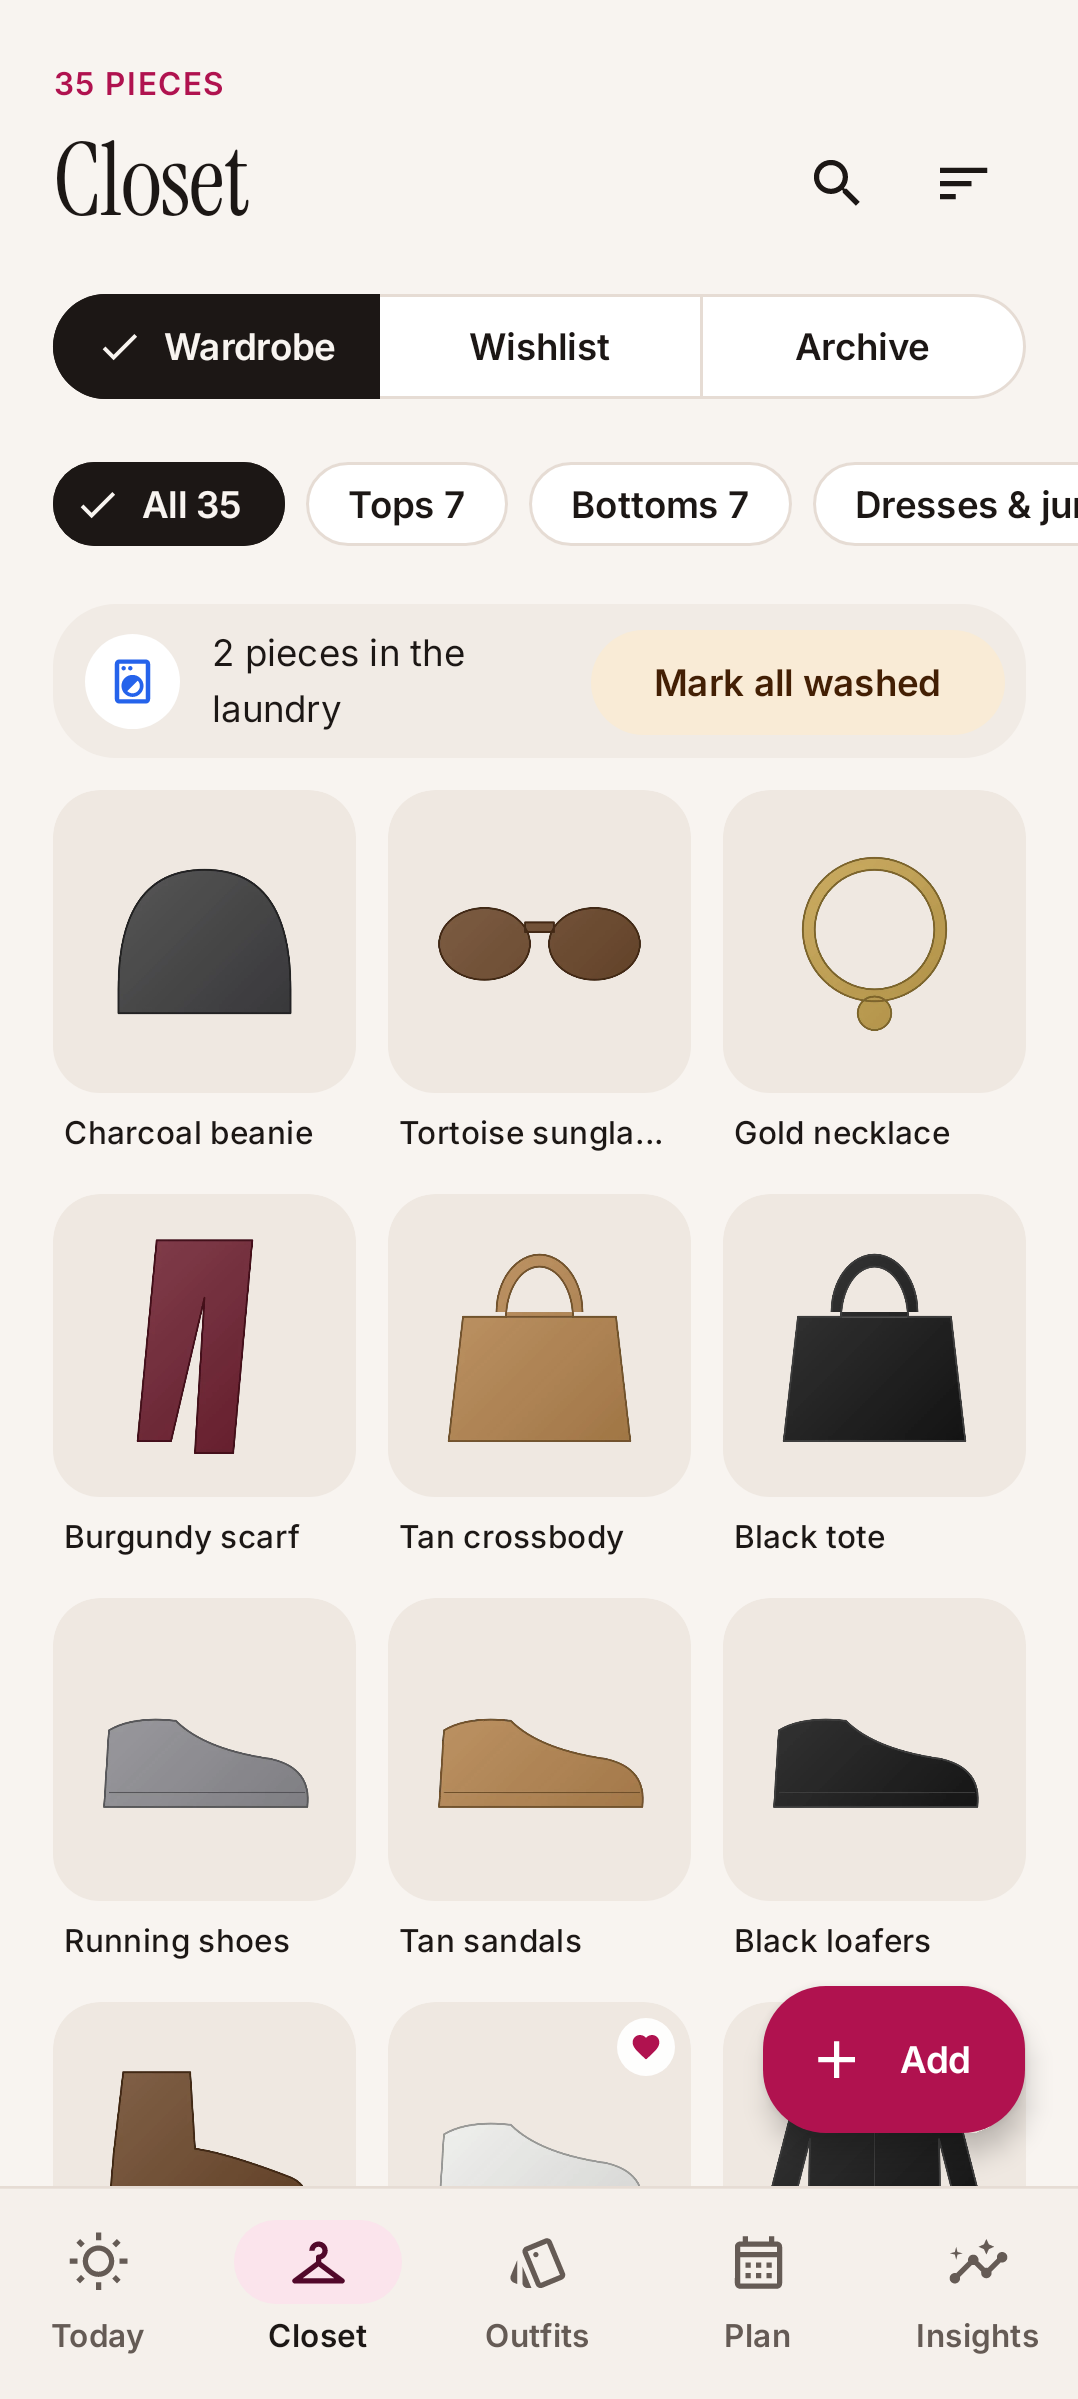 35 PIECES
Closet
Wardrobe
Wishlist
Archive
All 35
Tops 7
Bottoms 7
Dresses & jur
2 pieces in the
laundry
Mark all washed
Charcoal beanie
Tortoise sungla...
Gold necklace
Burgundy scarf
Tan crossbody
Black tote
Running shoes
Tan sandals
Black loafers
Add
Today
Closet
Outfits
Plan
Insights